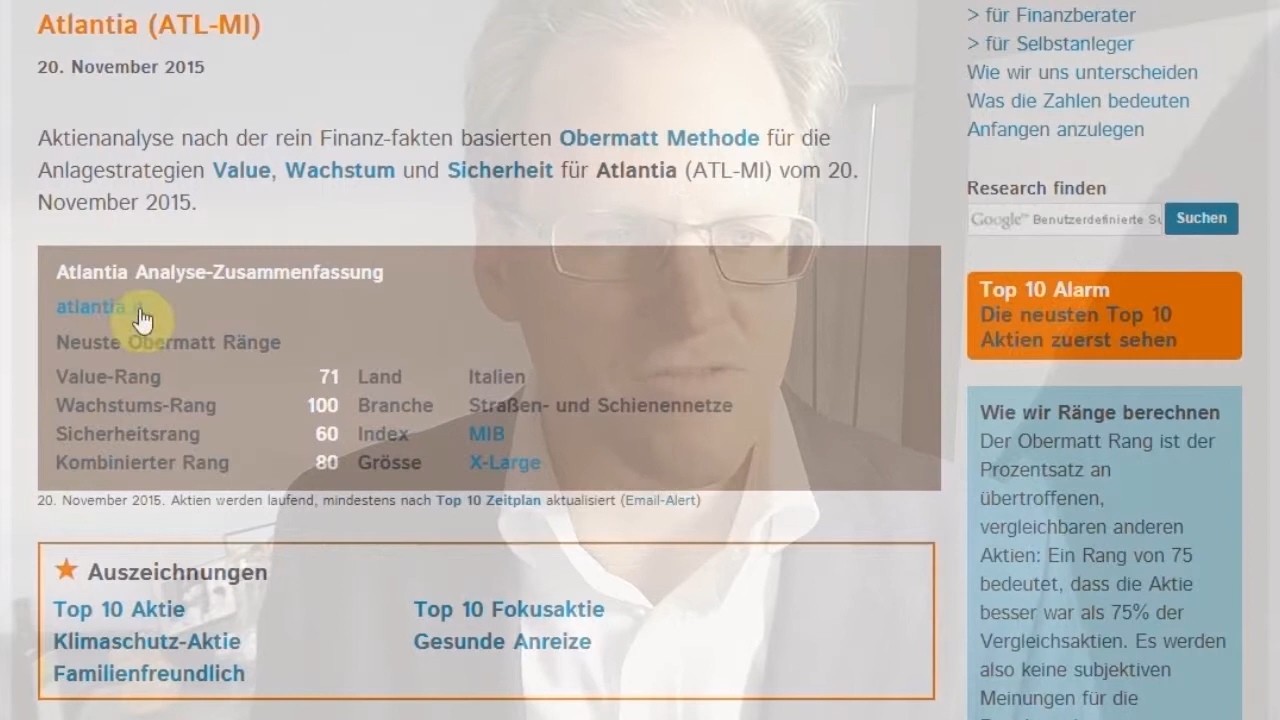 Atlantia (ATL-MI)
20. November 2015
Aktienanalyse nach der rein Finanz-fakten basierten Obermatt Methode für die
Anlagestrategien Value, Wachstum und Sicherheit für Atlantia (ATL-MI) vom 20.
November 2015.
Atlantia Analyse-Zusammenfassung
atlantia
Neuste Obermatt Ränge
Value-Rang 71 Land Italien
Wachstums-Rang 100 Branche Straßen- und Schienennetze
Sicherheitsrang 60 Index MIB
Kombinierter Rang 80 Grösse X-Large
20. November 2015. Aktien werden laufend, mindestens nach Top 10 Zeitplan aktualisiert (Email-Alert)
Auszeichnungen
Top 10 Aktie Top 10 Fokusaktie
Klimaschutz-Aktie Gesunde Anreize
Familienfreundlich
> für Finanzberater
> für Selbstanleger
Wie wir uns unterscheiden
Was die Zahlen bedeuten
Anfangen anzulegen
Research finden
Google™ Benutzerdefinierte Su Suchen
Top 10 Alarm
Die neusten Top 10
Aktien zuerst sehen
Wie wir Ränge berechnen
Der Obermatt Rang ist der
Prozentsatz an
übertroffenen,
vergleichbaren anderen
Aktien: Ein Rang von 75
bedeutet, dass die Aktie
besser war als 75% der
Vergleichsaktien. Es werden
also keine subjektiven
Meinungen für die